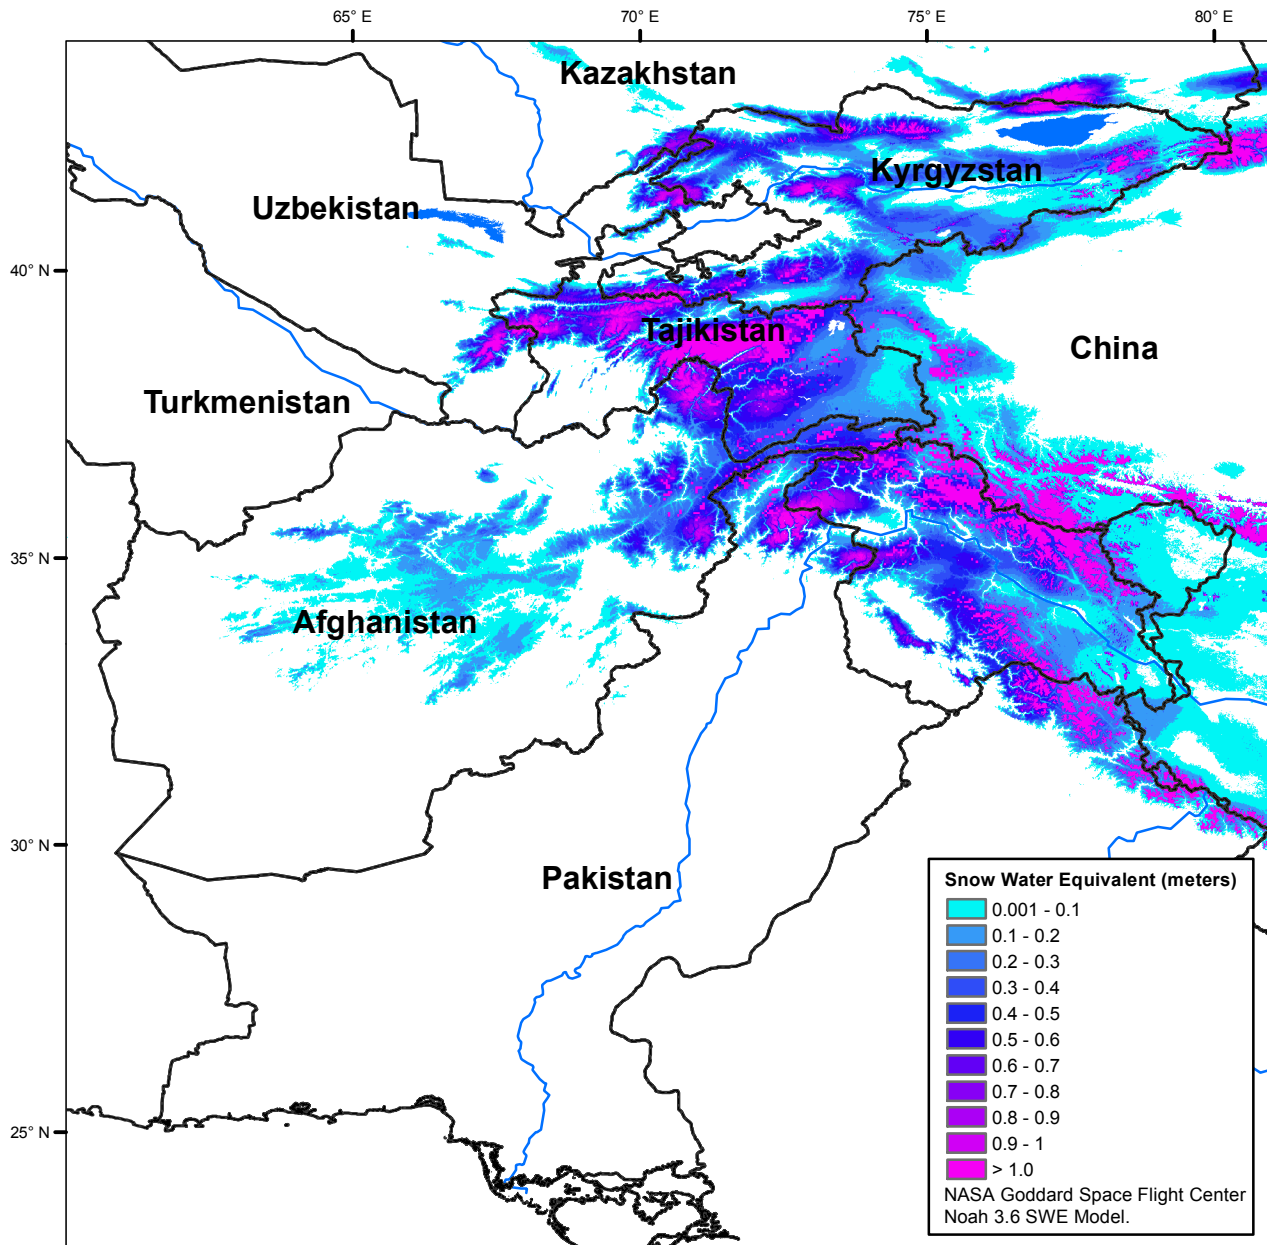 65° E
70° E
75° E
80° E
Kazakhstan
Kyrgyzstan
Uzbekistan
40° N
Tajikistan
China
Turkmenistan
35° N
Afghanistan
30° N
Pakistan
25° N
Snow Water Equivalent (meters)
0.001 - 0.1
0.1 - 0.2
0.2 - 0.3
0.3 - 0.4
0.4 - 0.5
0.5 - 0.6
0.6 - 0.7
0.7 - 0.8
0.8 - 0.9
0.9 - 1
> 1.0
NASA Goddard Space Flight Center
Noah 3.6 SWE Model.